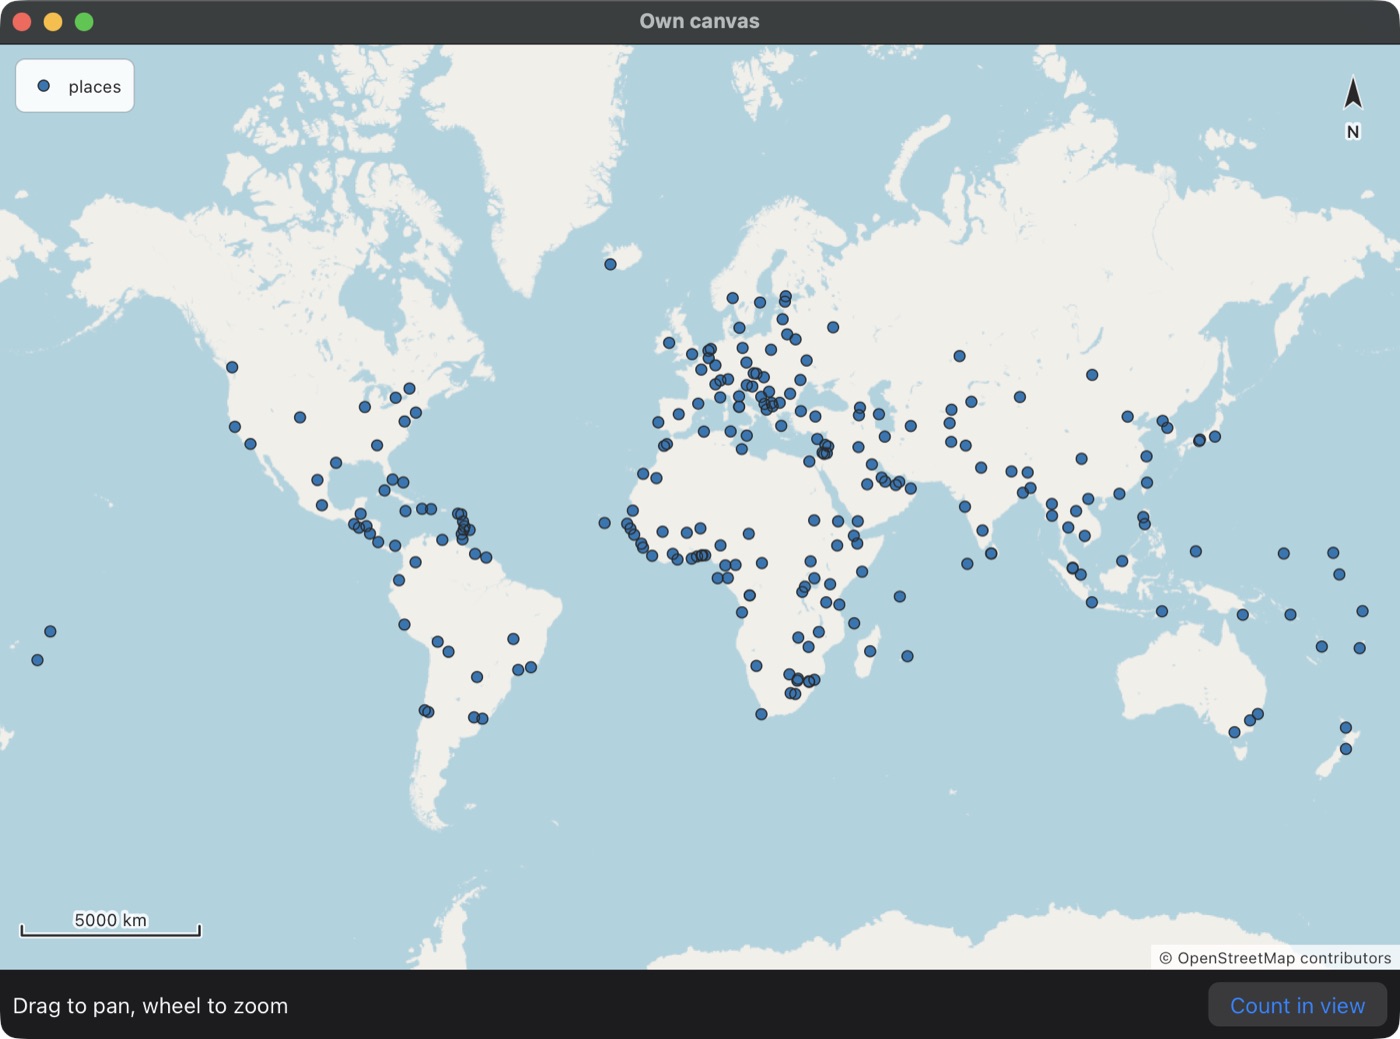 Own canvas
places
N
5000 km
© OpenStreetMap contributors
Drag to pan, wheel to zoom
Count in view